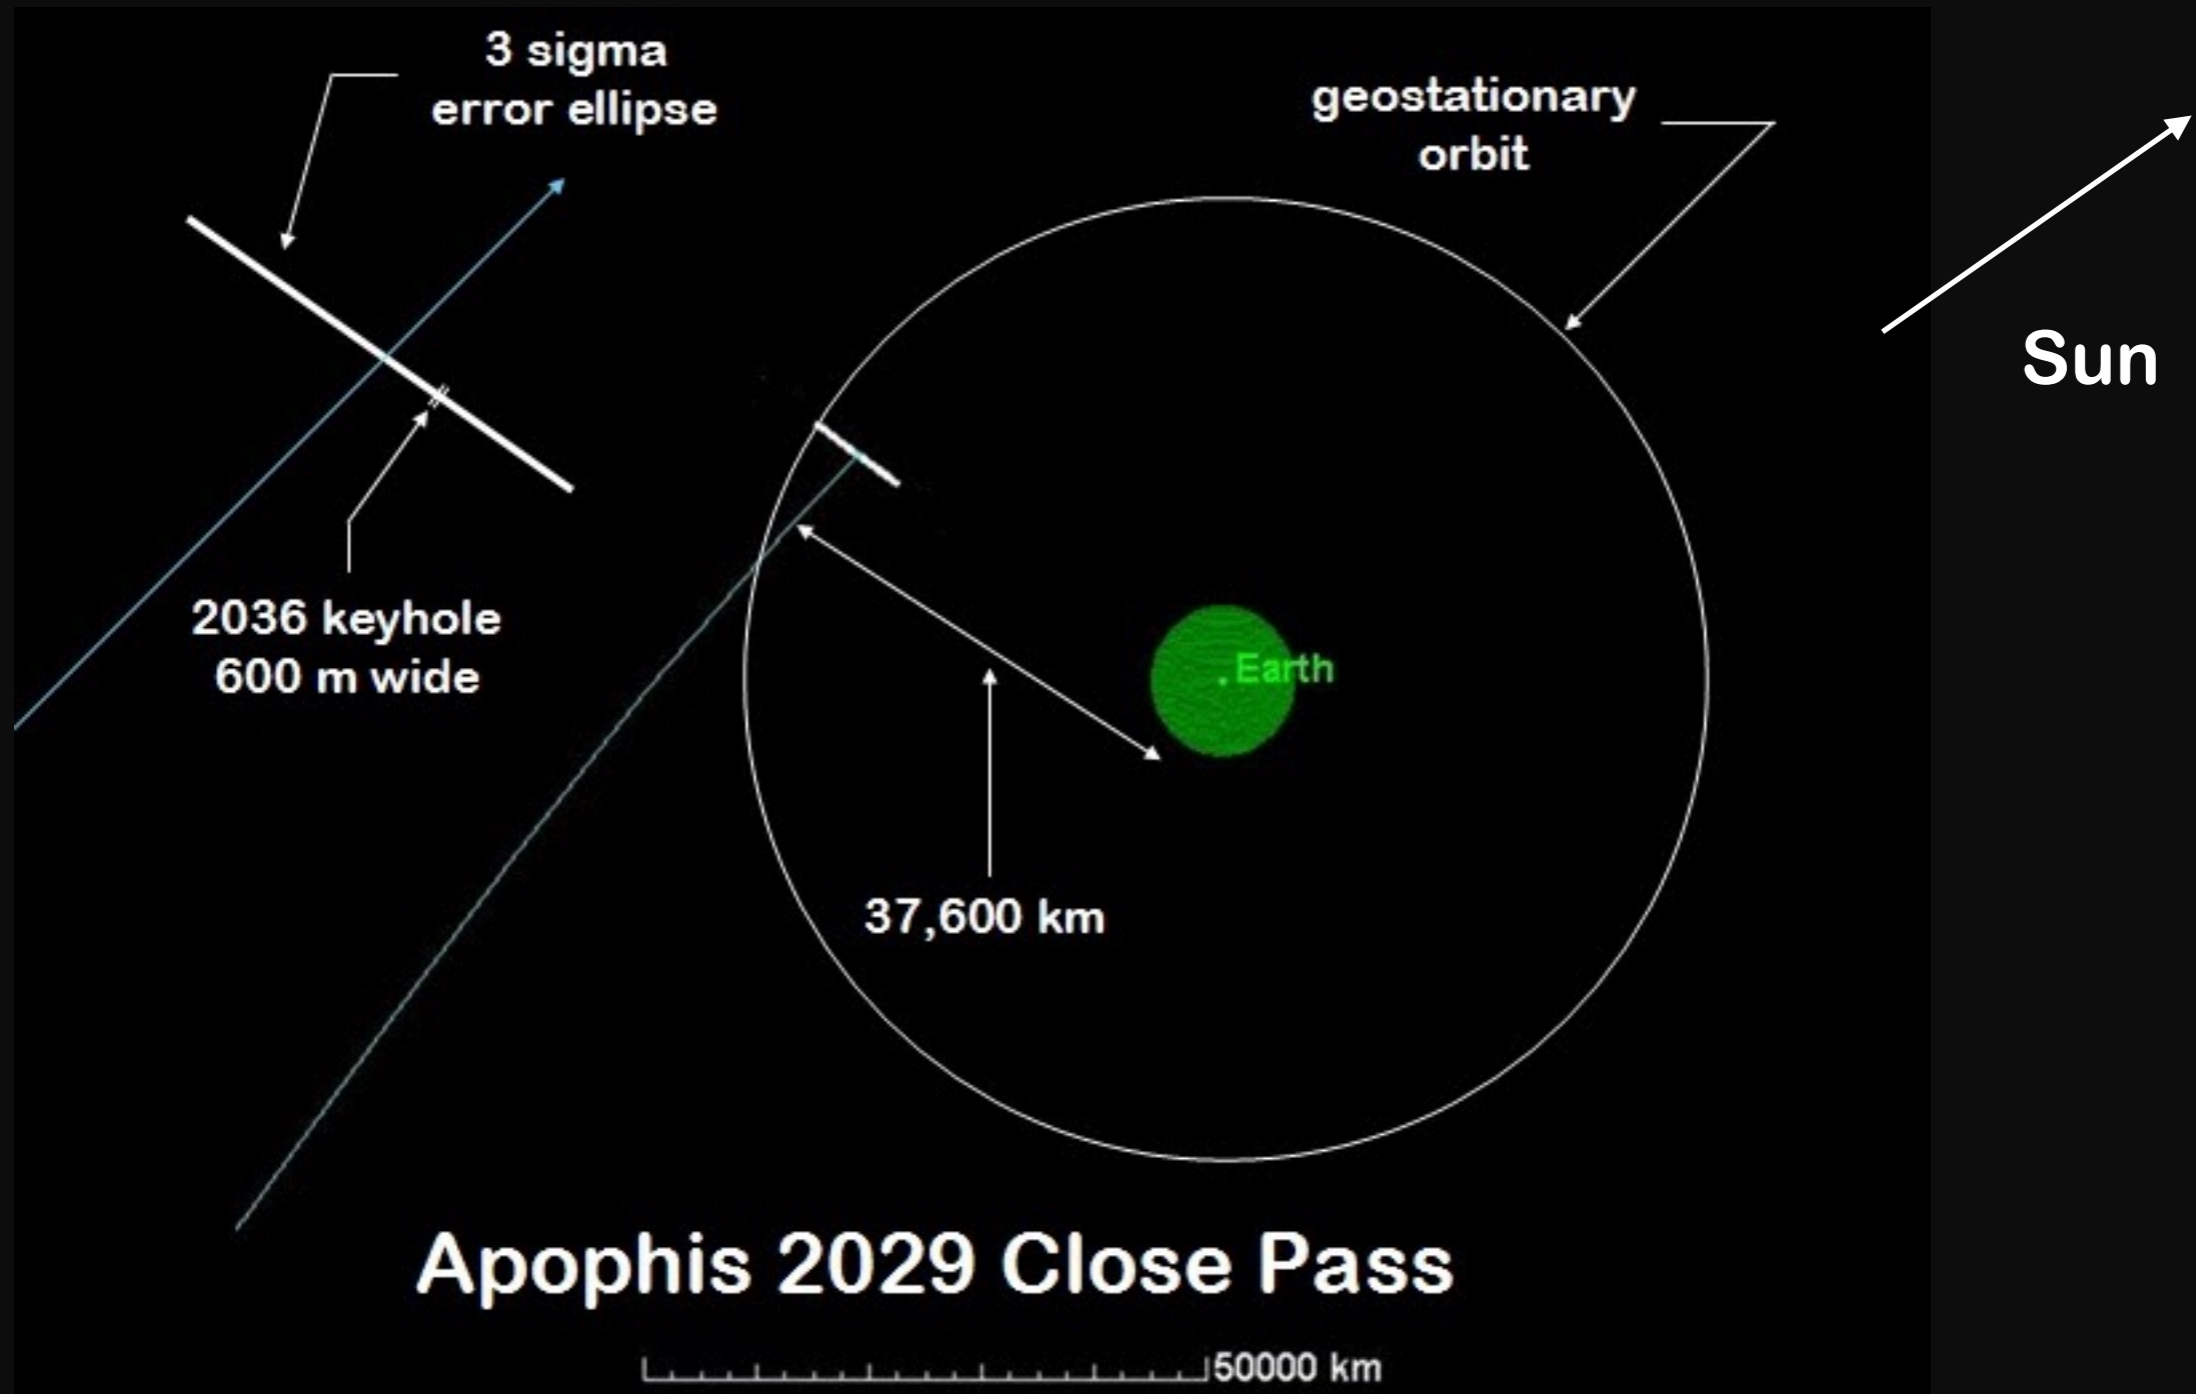 3 sigma
error ellipse
geostationary
orbit
Sun
2036 keyhole
600 m wide
Earth
37,600 km
Apophis 2029 Close Pass
50000 km